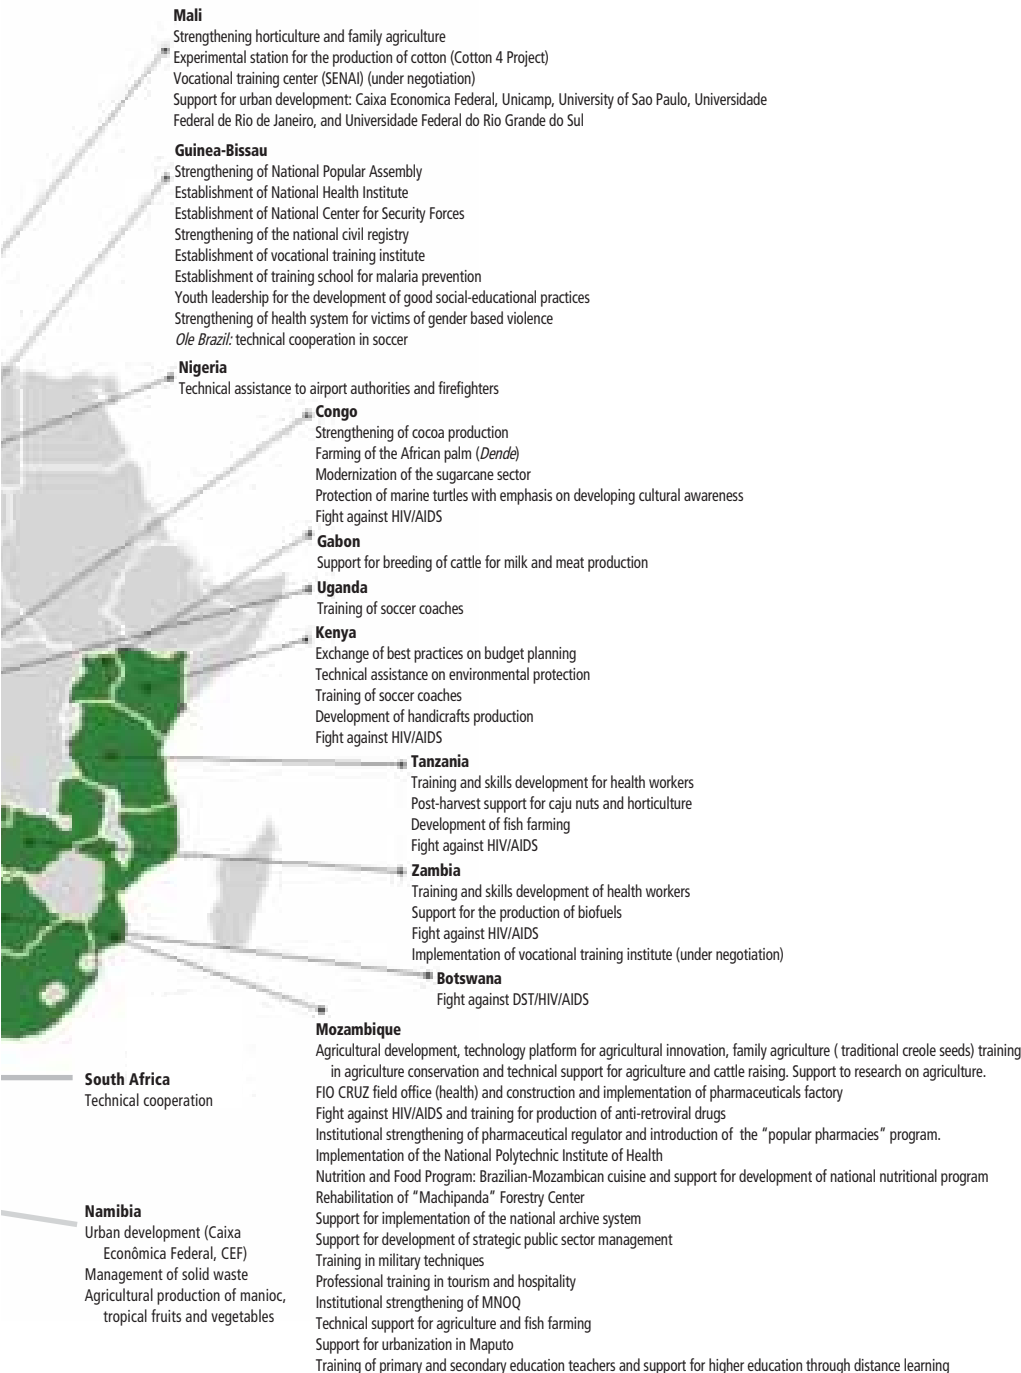 Mali
Strengthening horticulture and family agriculture
Experimental station for the production of cotton (Cotton 4 Project)
Vocational training center (SENAI) (under negotiation)
Support for urban development: Caixa Economica Federal, Unicamp, University of Sao Paulo, Universidade
Federal de Rio de Janeiro, and Universidade Federal do Rio Grande do Sul
Guinea-Bissau
Strengthening of National Popular Assembly
Establishment of National Health Institute
Establishment of National Center for Security Forces
Strengthening of the national civil registry
Establishment of vocational training institute
Establishment of training school for malaria prevention
Youth leadership for the development of good social-educational practices
Strengthening of health system for victims of gender based violence
Ole Brazil: technical cooperation in soccer
Nigeria
Technical assistance to airport authorities and firefighters
Congo
Strengthening of cocoa production
Farming of the African palm (Dende)
Modernization of the sugarcane sector
Protection of marine turtles with emphasis on developing cultural awareness
Fight against HIV/AIDS
Gabon
Support for breeding of cattle for milk and meat production
Uganda
Training of soccer coaches
Kenya
Exchange of best practices on budget planning
Technical assistance on environmental protection
Training of soccer coaches
Development of handicrafts production
Fight against HIV/AIDS
Tanzania
Training and skills development for health workers
Post-harvest support for caju nuts and horticulture
Development of fish farming
Fight against HIV/AIDS
Zambia
Training and skills development of health workers
Support for the production of biofuels
Fight against HIV/AIDS
Implementation of vocational training institute (under negotiation)
Botswana
Fight against DST/HIV/AIDS
Mozambique
Agricultural development, technology platform for agricultural innovation, family agriculture ( traditional creole seeds) training
in agriculture conservation and technical support for agriculture and cattle raising. Support to research on agriculture.
FIO CRUZ field office (health) and construction and implementation of pharmaceuticals factory
Fight against HIV/AIDS and training for production of anti-retroviral drugs
Institutional strengthening of pharmaceutical regulator and introduction of the “popular pharmacies” program.
Implementation of the National Polytechnic Institute of Health
Nutrition and Food Program: Brazilian-Mozambican cuisine and support for development of national nutritional program
Rehabilitation of “Machipanda” Forestry Center
Support for implementation of the national archive system
Support for development of strategic public sector management
Training in military techniques
Professional training in tourism and hospitality
Institutional strengthening of MNOQ
Technical support for agriculture and fish farming
Support for urbanization in Maputo
Training of primary and secondary education teachers and support for higher education through distance learning
South Africa
Technical cooperation
Namibia
Urban development (Caixa
Econômica Federal, CEF)
Management of solid waste
Agricultural production of manioc,
tropical fruits and vegetables